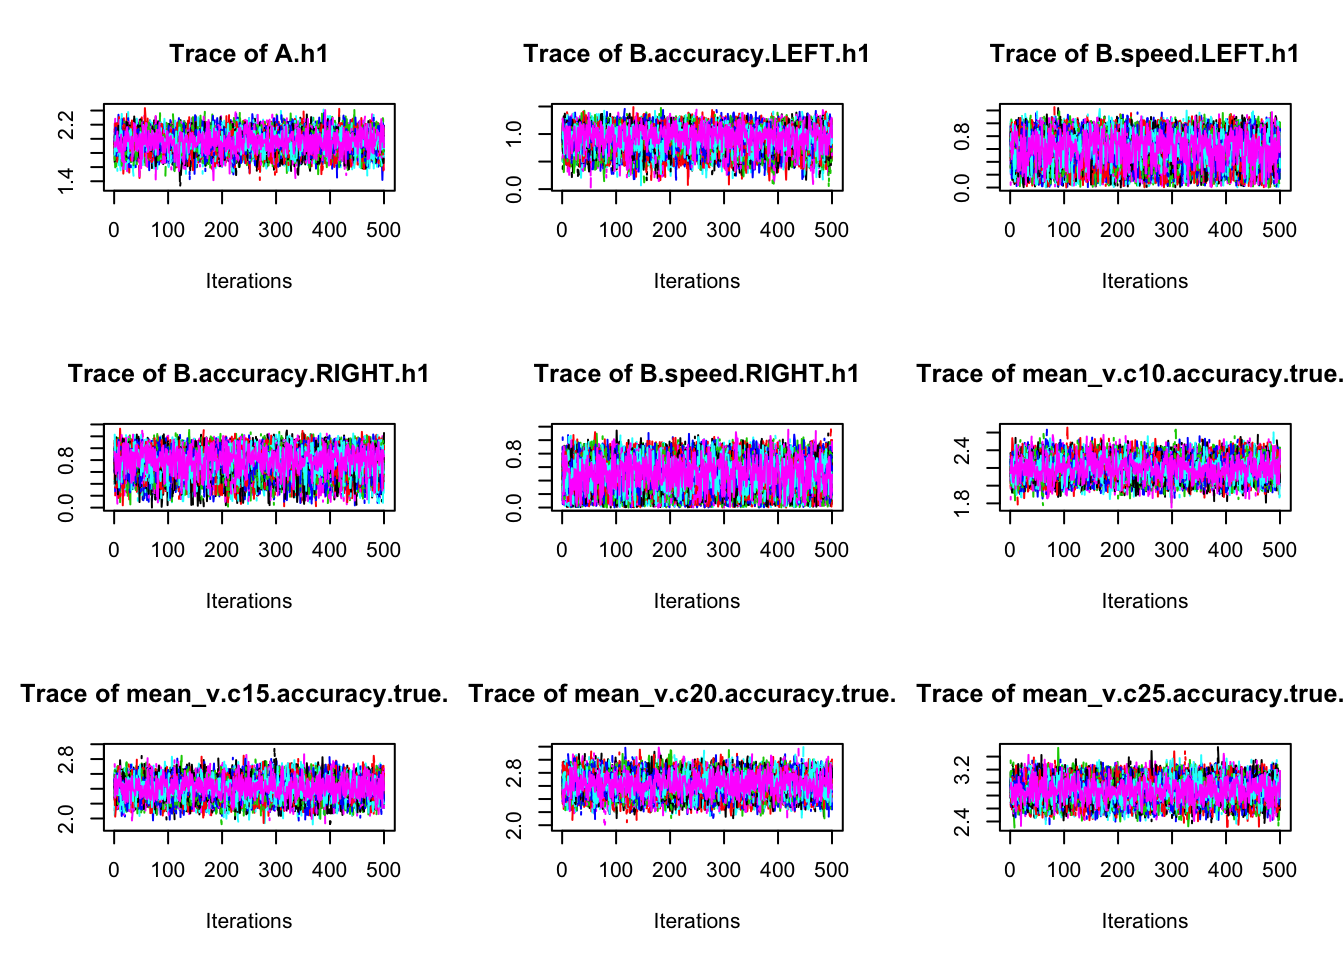 Trace of A.h1
2.2
1.4
0 100 200 300 400 500
Iterations
Trace of B.accuracy.LEFT.h1
1.0
0.0
0 100 200 300 400 500
Iterations
Trace of B.speed.LEFT.h1
0.8
0.0
0 100 200 300 400 500
Iterations
Trace of B.accuracy.RIGHT.h1
0.8
0.0
0 100 200 300 400 500
Iterations
Trace of B.speed.RIGHT.h1
0.8
0.0
0 100 200 300 400 500
Iterations
Trace of mean_v.c10.accuracy.true.
2.4
1.8
0 100 200 300 400 500
Iterations
Trace of mean_v.c15.accuracy.true.
2.8
2.0
0 100 200 300 400 500
Iterations
Trace of mean_v.c20.accuracy.true.
2.8
2.0
0 100 200 300 400 500
Iterations
Trace of mean_v.c25.accuracy.true.
3.2
2.4
0 100 200 300 400 500
Iterations